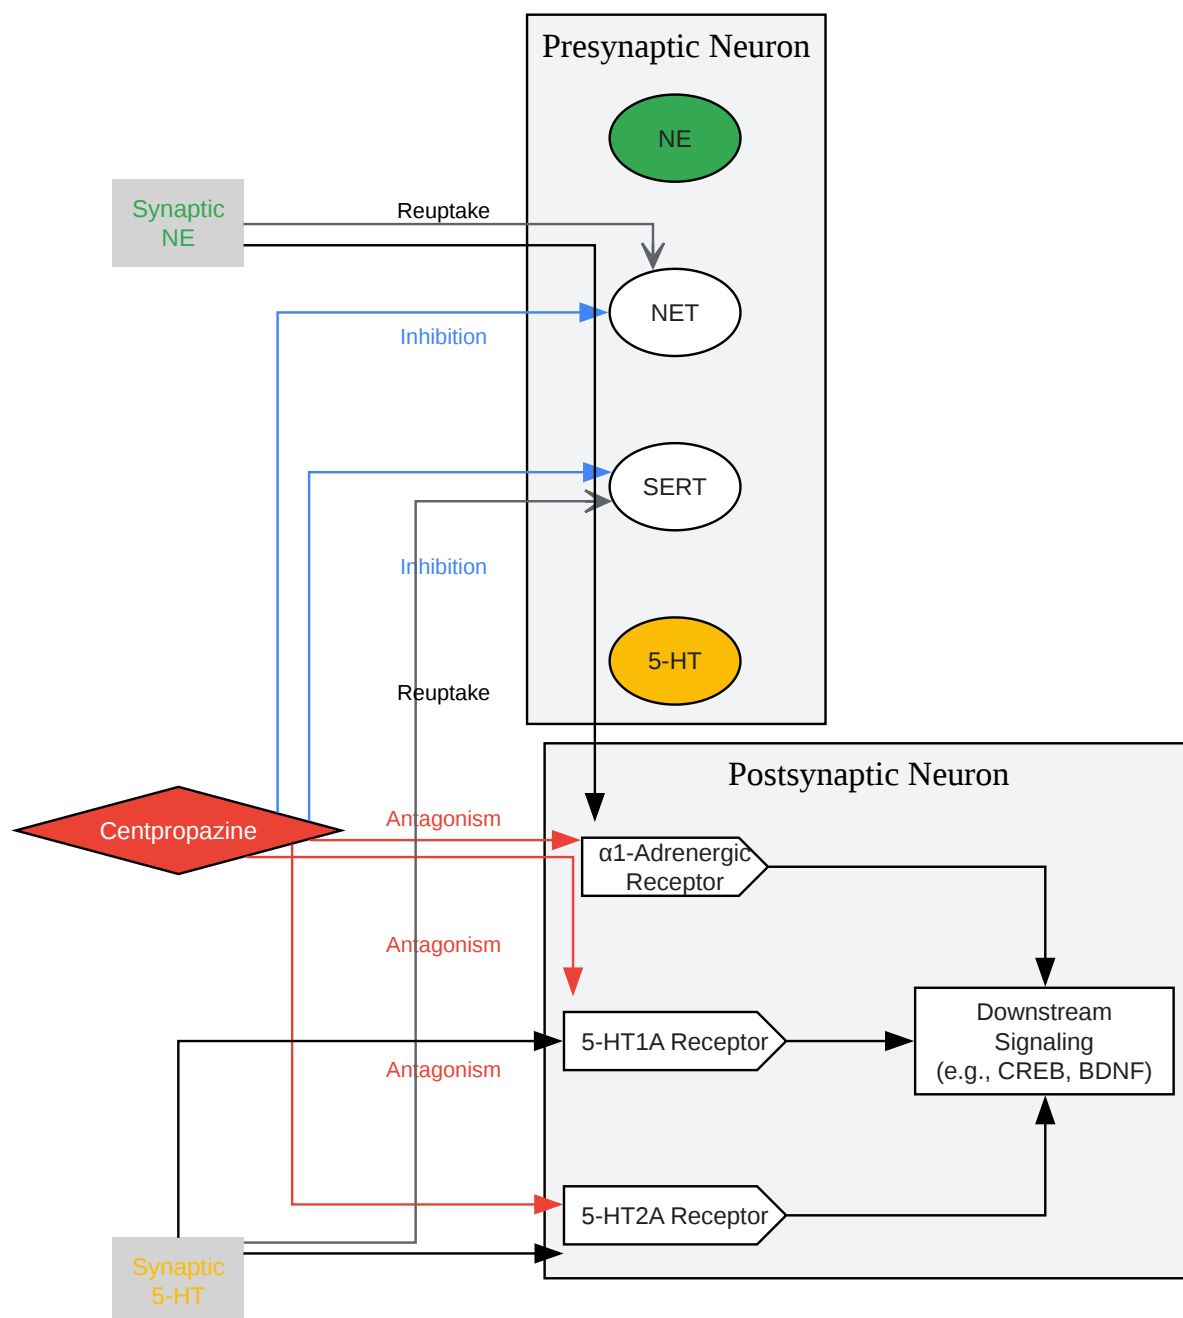 Presynaptic Neuron
NE
Synaptic
NE
Reuptake
NET
Inhibition
SERT
Inhibition
5-HT
Reuptake
Postsynaptic Neuron
Centpropazine
Antagonism
α1-Adrenergic
Receptor
Antagonism
5-HT1A Receptor
Downstream
Signaling
(e.g., CREB, BDNF)
Antagonism
5-HT2A Receptor
Synaptic
5-HT